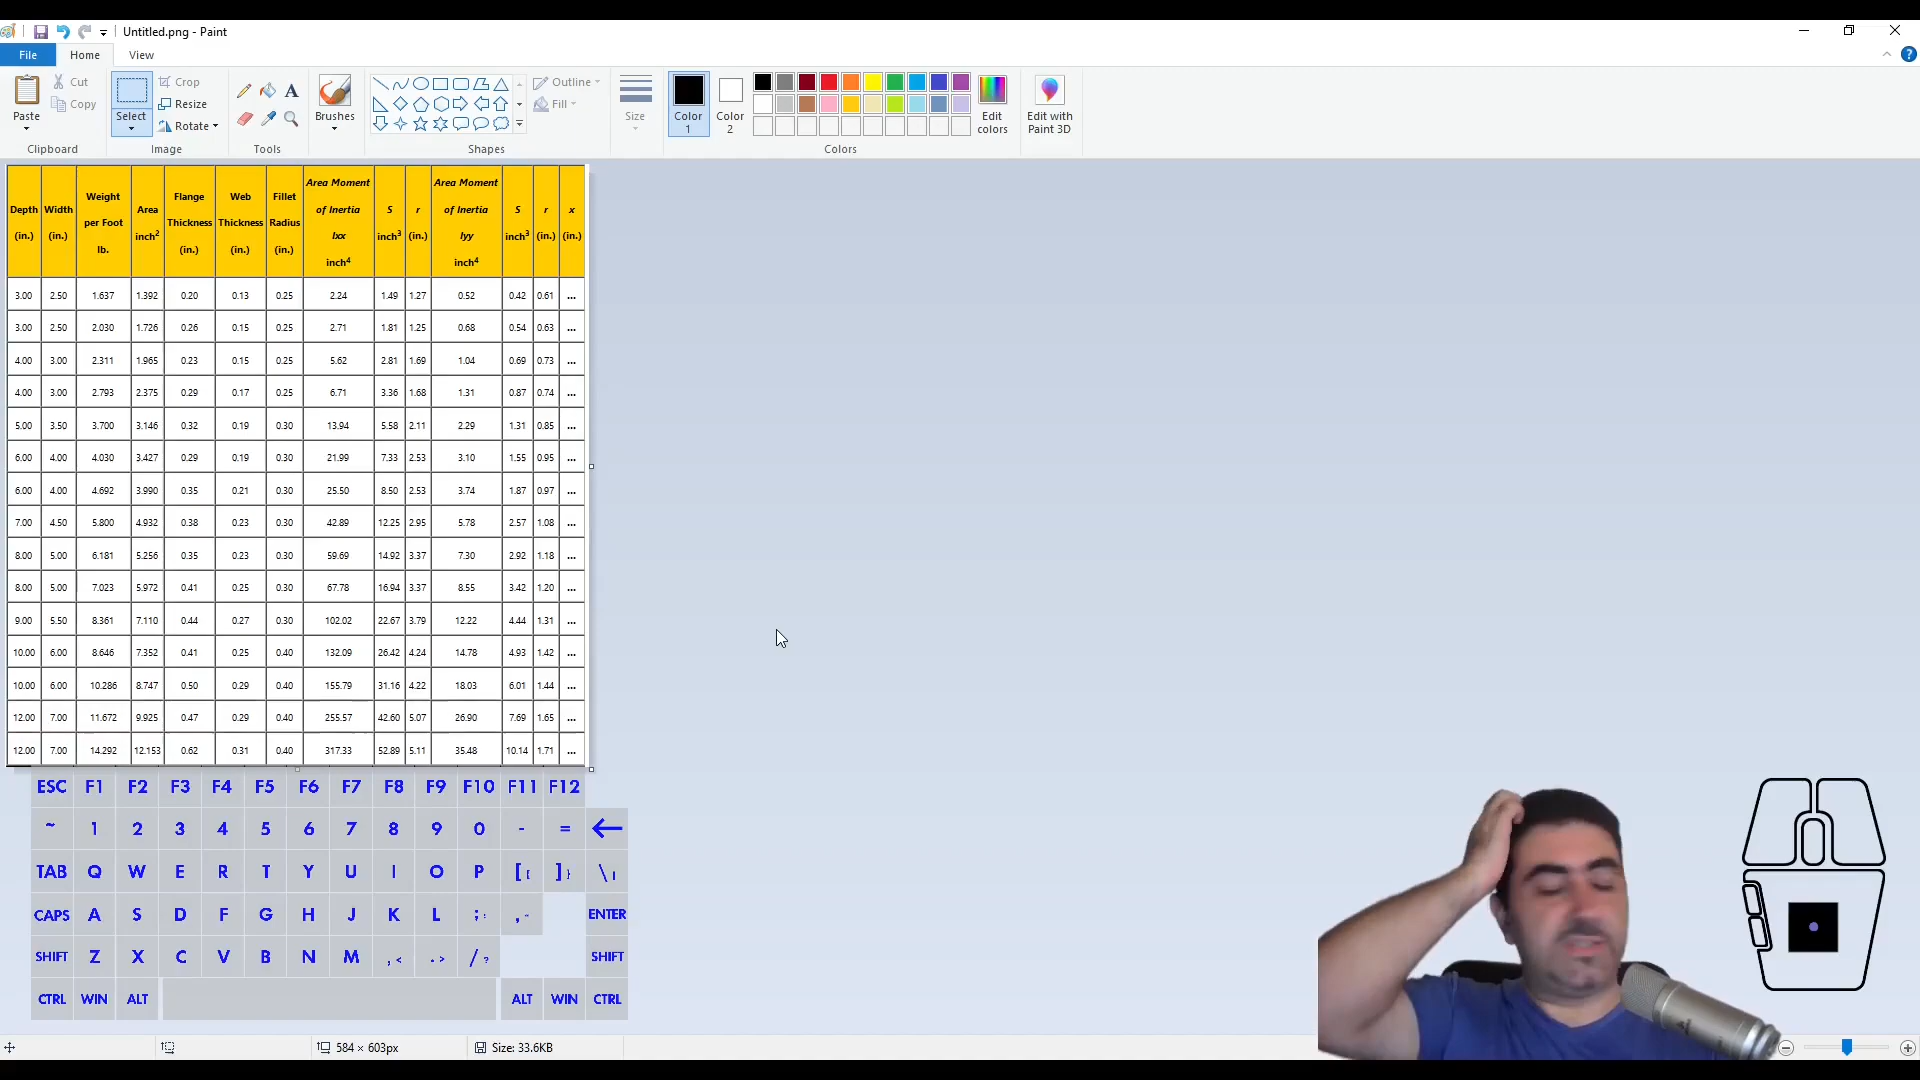 Untitled.png - Paint
File Home View
Paste
Cut
Copy
Clipboard
Select
Crop
Resize
Rotate
Image
A
Tools
Brushes
Shapes
Outline
Fill
Size
Color 1
Color 2
Colors
Edit colors
Edit with Paint 3D
Depth (in.) Width (in.) Weight per Foot lb. Area inch² Flange Thickness (in.) Web Thickness (in.) Fillet Radius (in.) Area Moment of Inertia Ixx inch⁴ S inch³ r (in.) Area Moment of Inertia Iyy inch⁴ S inch³ r (in.) x (in.)
3.00 2.50 1.637 1.392 0.20 0.13 0.25 2.24 1.49 1.27 0.52 0.42 0.61 ...
3.00 2.50 2.030 1.726 0.26 0.15 0.25 2.71 1.81 1.25 0.68 0.54 0.63 ...
4.00 3.00 2.311 1.965 0.23 0.15 0.25 5.62 2.81 1.69 1.04 0.69 0.73 ...
4.00 3.00 2.793 2.375 0.29 0.17 0.25 6.71 3.36 1.68 1.31 0.87 0.74 ...
5.00 3.50 3.700 3.146 0.32 0.19 0.30 13.94 5.58 2.11 2.29 1.31 0.85 ...
6.00 4.00 4.030 3.427 0.29 0.19 0.30 21.99 7.33 2.53 3.10 1.55 0.95 ...
6.00 4.00 4.692 3.990 0.35 0.21 0.30 25.50 8.50 2.53 3.74 1.87 0.97 ...
7.00 4.50 5.800 4.932 0.38 0.23 0.30 42.89 12.25 2.95 5.78 2.57 1.08 ...
8.00 5.00 6.181 5.256 0.35 0.23 0.30 59.69 14.92 3.37 7.30 2.92 1.18 ...
8.00 5.00 7.023 5.972 0.41 0.25 0.30 67.78 16.94 3.37 8.55 3.42 1.20 ...
9.00 5.50 8.361 7.110 0.44 0.27 0.30 102.02 22.67 3.79 12.22 4.44 1.31 ...
10.00 6.00 8.646 7.352 0.41 0.25 0.40 132.09 26.42 4.24 14.78 4.93 1.42 ...
10.00 6.00 10.286 8.747 0.50 0.29 0.40 155.79 31.16 4.22 18.03 6.01 1.44 ...
12.00 7.00 11.672 9.925 0.47 0.29 0.40 255.57 42.60 5.07 26.90 7.69 1.65 ...
12.00 7.00 14.292 12.153 0.62 0.31 0.40 317.33 52.89 5.11 35.48 10.14 1.71 ...
ESC F1 F2 F3 F4 F5 F6 F7 F8 F9 F10 F11 F12
~ 1 2 3 4 5 6 7 8 9 0 - = ←
TAB Q W E R T Y U I O P [ ] \
CAPS A S D F G H J K L ; : ENTER
SHIFT Z X C V B N M , < . > / ? SHIFT
CTRL WIN ALT ALT WIN CTRL
584 × 603px
Size: 33.6KB